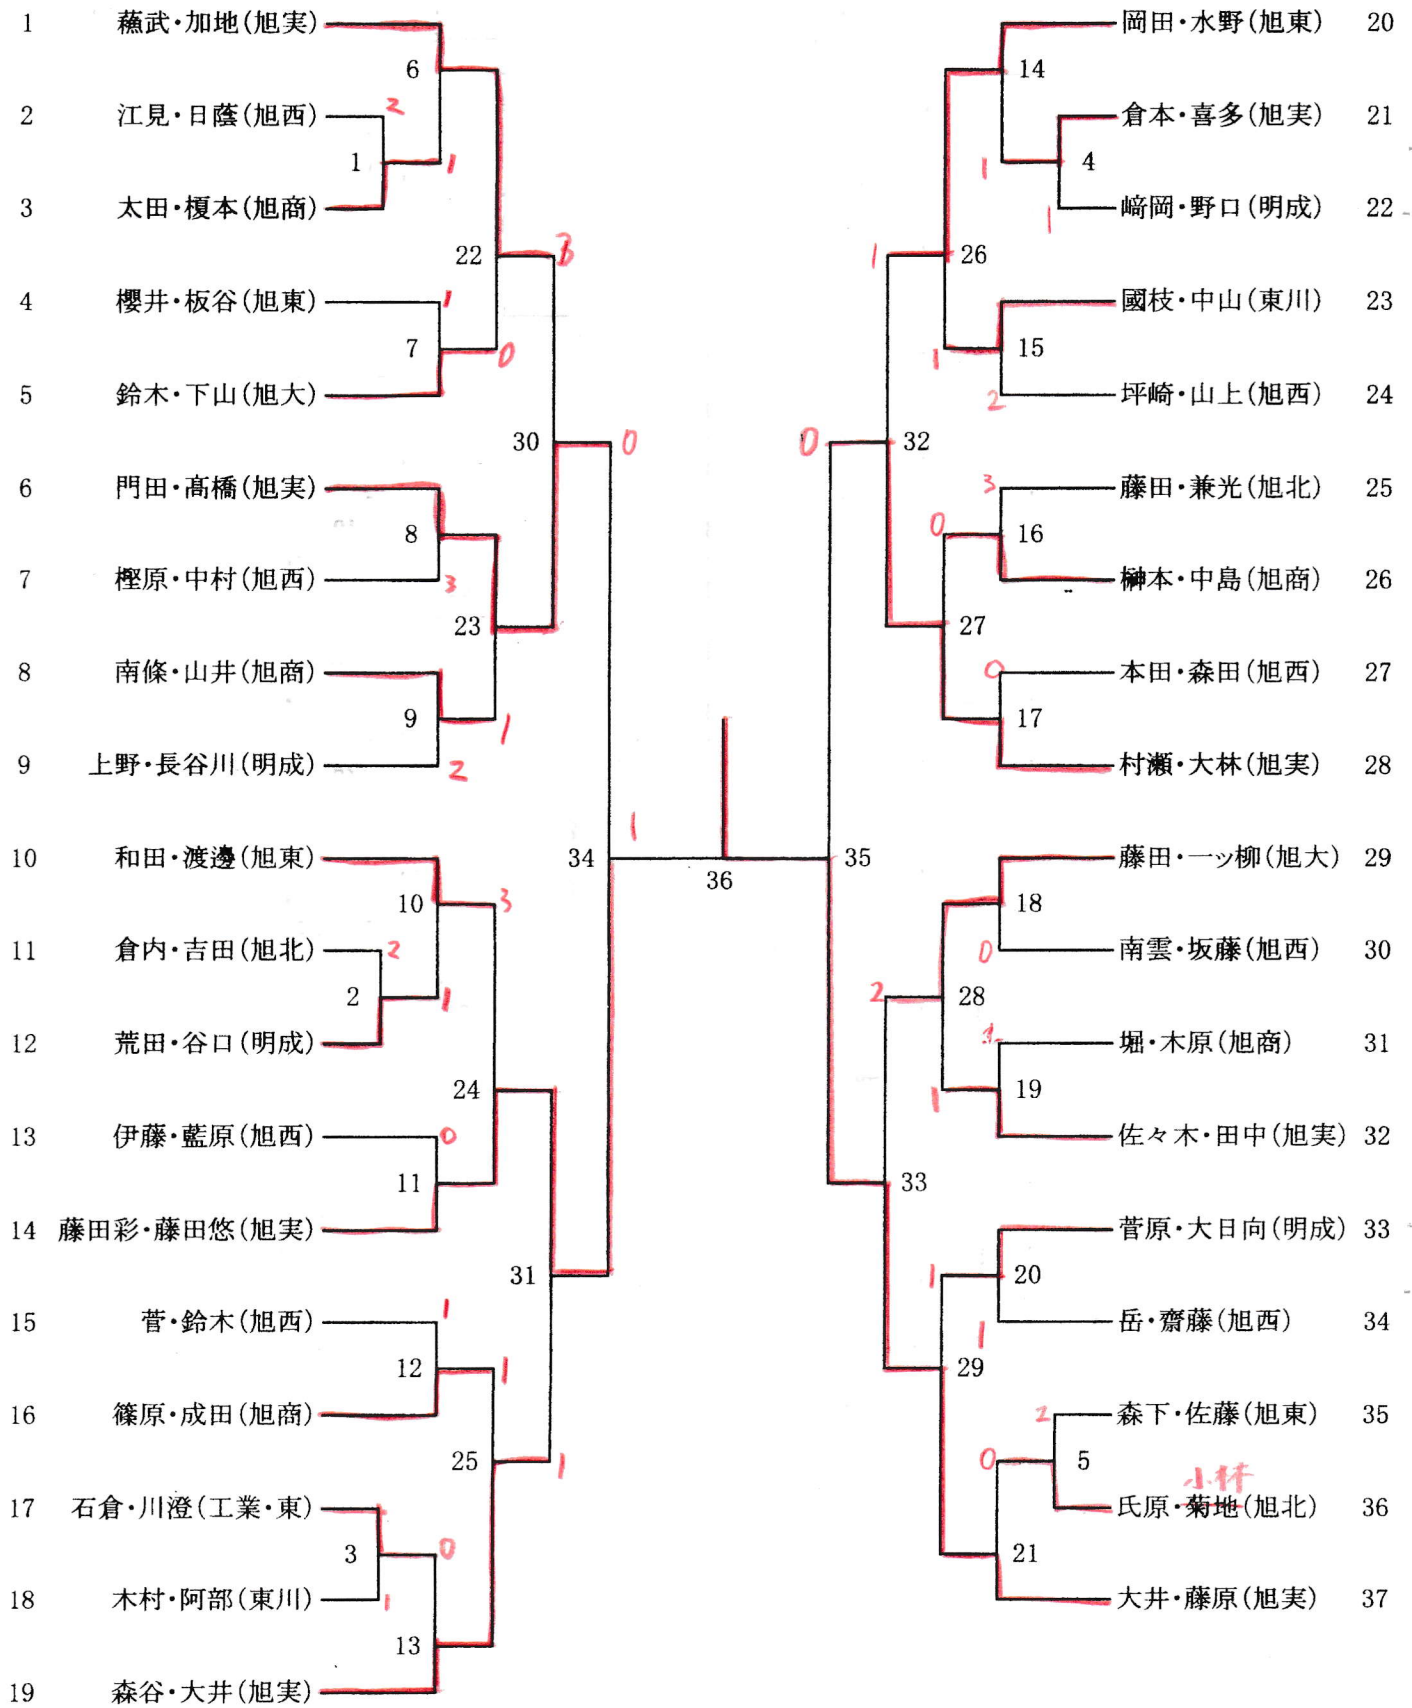 1 蘓武・加地(旭実)
6
2 江見・日蔭(旭西) 2
1 1
3 太田・榎本(旭商)
22 3
4 櫻井・板谷(旭東) 1
7 0
5 鈴木・下山(旭大)
30 0
6 門田・髙橋(旭実)
8
7 樫原・中村(旭西) 3
23
8 南條・山井(旭商)
9 1
9 上野・長谷川(明成) 2
34 1
10 和田・渡邊(旭東)
10 3
11 倉内・吉田(旭北) 2
2 1
12 荒田・谷口(明成)
24
13 伊藤・藍原(旭西) 0
11
14 藤田彩・藤田悠(旭実)
31
15 菅・鈴木(旭西) 1
12 1
16 篠原・成田(旭商)
25 1
17 石倉・川澄(工業・東)
3 0
18 木村・阿部(東川) 1
13
19 森谷・大井(旭実)
36
岡田・水野(旭東) 20
14
倉本・喜多(旭実) 21
1 4
﨑岡・野口(明成) 22
1
1 26
國枝・中山(東川) 23
1 15
2 坪崎・山上(旭西) 24
0 32
3 藤田・兼光(旭北) 25
0 16
榊本・中島(旭商) 26
27
0 本田・森田(旭西) 27
17
村瀬・大林(旭実) 28
35
藤田・一ッ柳(旭大) 29
18
0 南雲・坂藤(旭西) 30
2 28
堀・木原(旭商) 31
1 19
佐々木・田中(旭実) 32
33
菅原・大日向(明成) 33
1 20
1 岳・齋藤(旭西) 34
29
2 森下・佐藤(旭東) 35
0 5
小林
氏原・菊地(旭北) 36
21
大井・藤原(旭実) 37